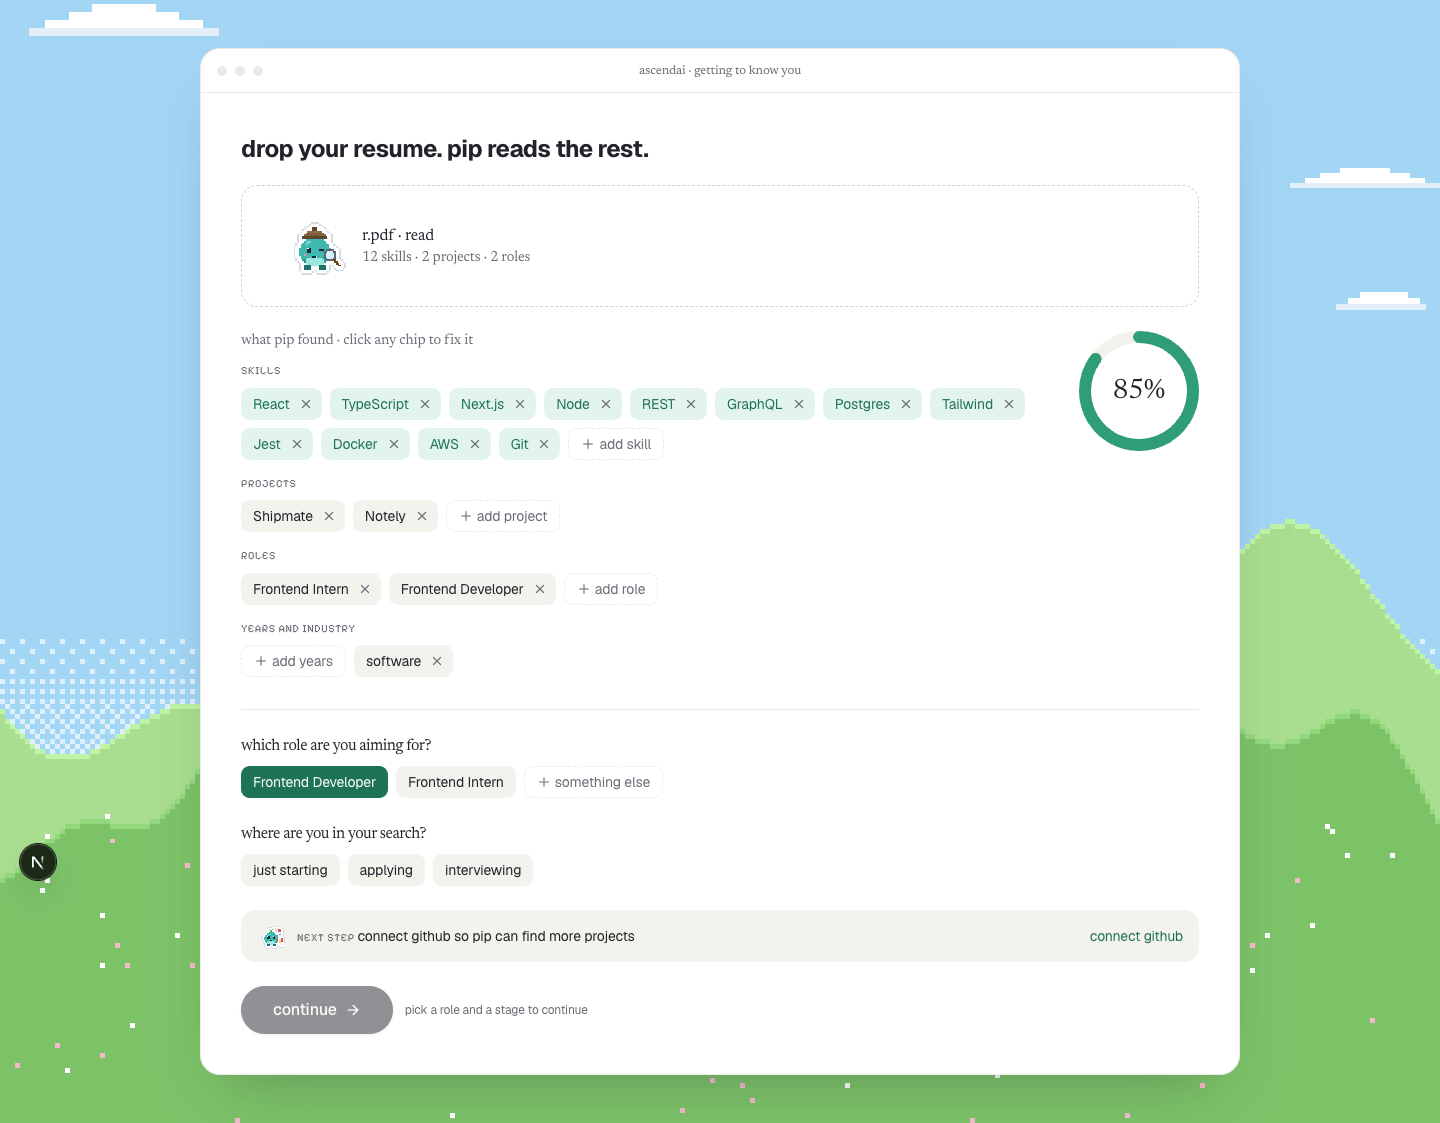 ascendai · getting to know you
drop your resume. pip reads the rest.
r.pdf · read
12 skills · 2 projects · 2 roles
what pip found · click any chip to fix it
85%
SKILLS
React × TypeScript × Next.js × Node × REST × GraphQL × Postgres × Tailwind ×
Jest × Docker × AWS × Git × + add skill
PROJECTS
Shipmate × Notely × + add project
ROLES
Frontend Intern × Frontend Developer × + add role
YEARS AND INDUSTRY
+ add years software ×
which role are you aiming for?
Frontend Developer Frontend Intern + something else
where are you in your search?
just starting applying interviewing
NEXT STEP connect github so pip can find more projects connect github
continue → pick a role and a stage to continue
N